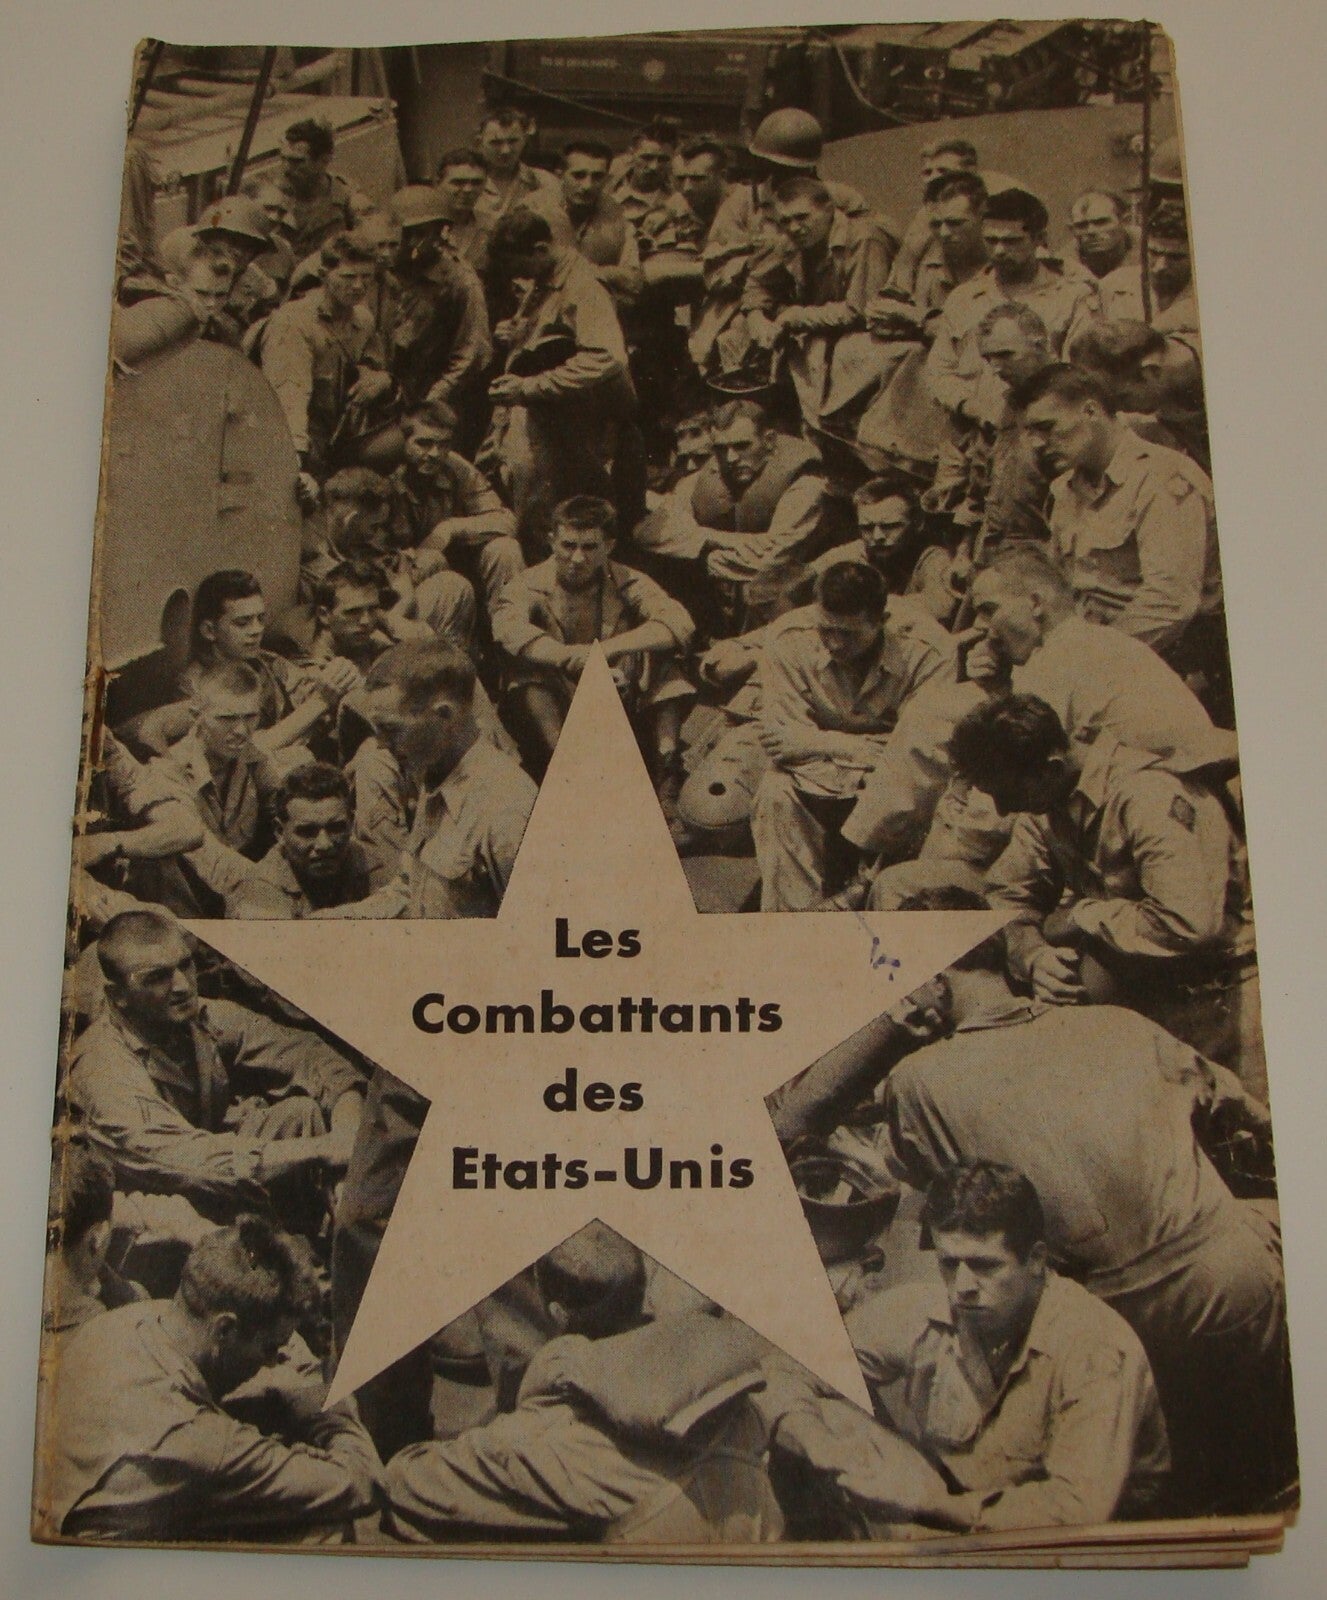 Les
Combattants
des
Etats-Unis